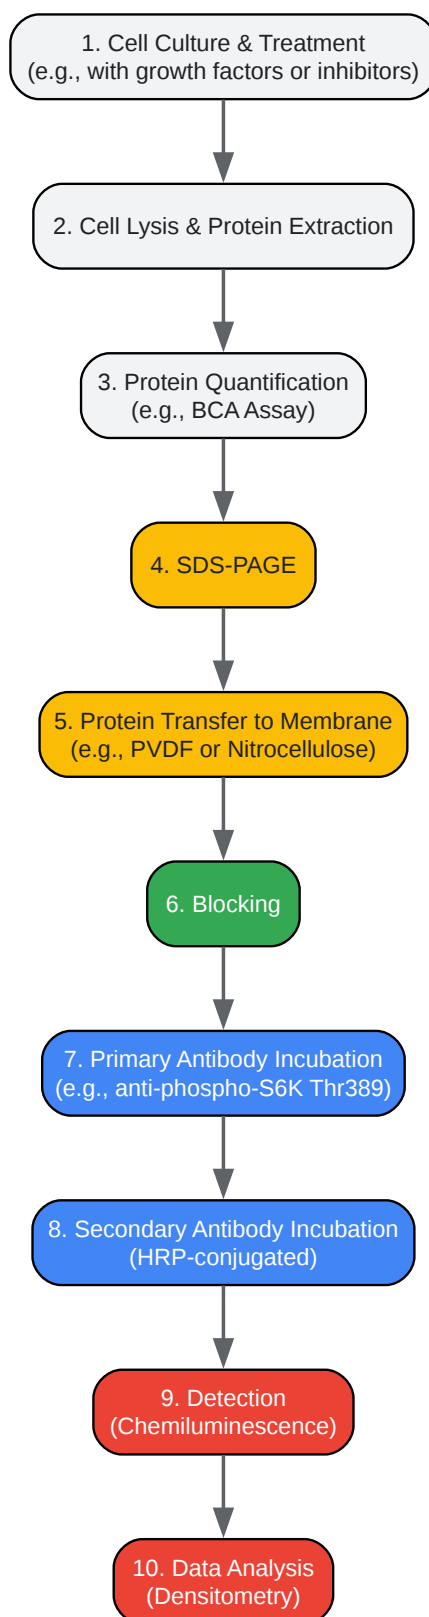 1. Cell Culture & Treatment
(e.g., with growth factors or inhibitors)
2. Cell Lysis & Protein Extraction
3. Protein Quantification
(e.g., BCA Assay)
4. SDS-PAGE
5. Protein Transfer to Membrane
(e.g., PVDF or Nitrocellulose)
6. Blocking
7. Primary Antibody Incubation
(e.g., anti-phospho-S6K Thr389)
8. Secondary Antibody Incubation
(HRP-conjugated)
9. Detection
(Chemiluminescence)
10. Data Analysis
(Densitometry)